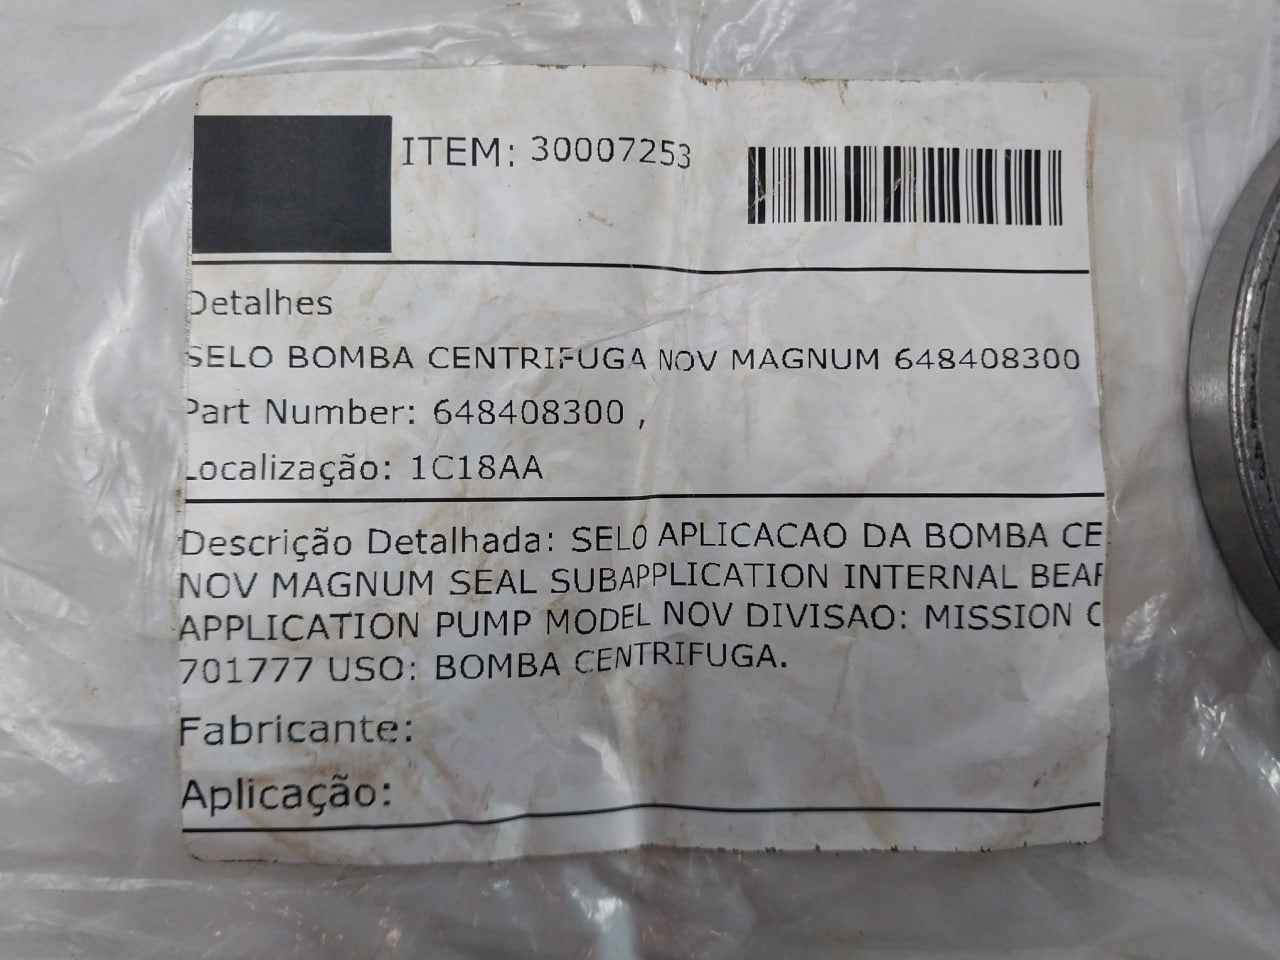 ITEM: 30007253
Detalhes
SELO BOMBA CENTRIFUGA NOV MAGNUM 648408300
Part Number: 648408300 ,
Localização: 1C18AA
Descrição Detalhada: SELO APLICACAO DA BOMBA CE
NOV MAGNUM SEAL SUBAPPLICATION INTERNAL BEAR
APPLICATION PUMP MODEL NOV DIVISAO: MISSION C
701777 USO: BOMBA CENTRIFUGA.
Fabricante:
Aplicação: